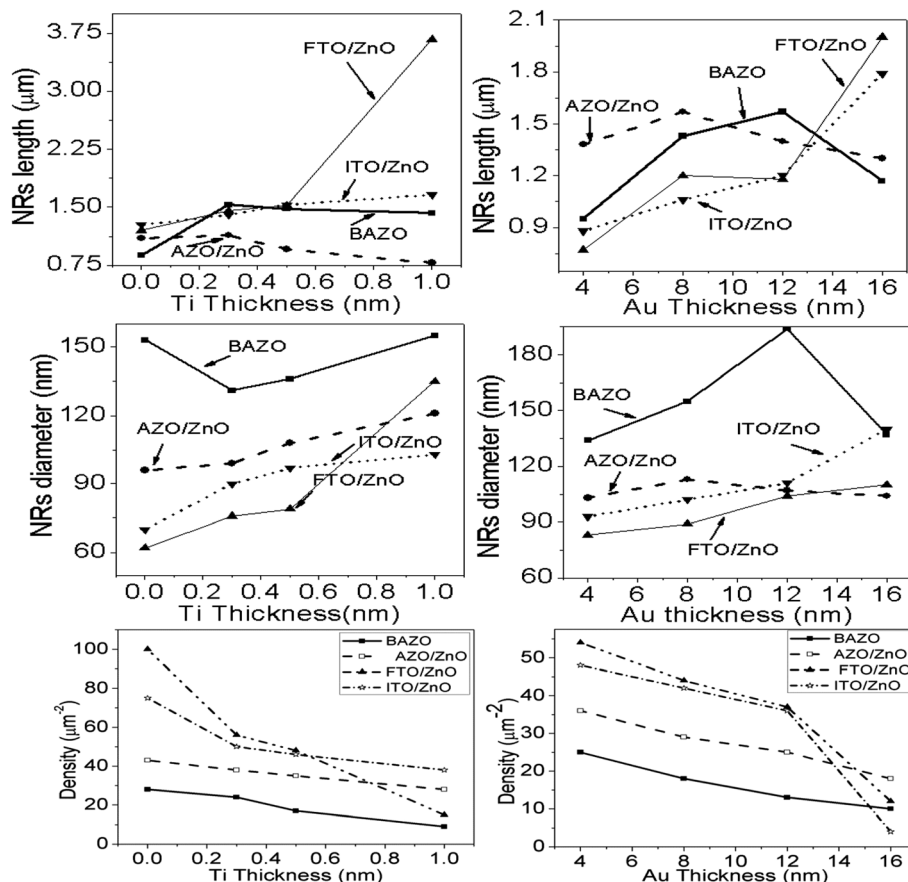 3.75
3.00
2.25
1.50
0.75
NRs length (μm)
FTO/ZnO
ITO/ZnO
BAZO
AZO/ZnO
0.0 0.2 0.4 0.6 0.8 1.0
Ti Thickness (nm)
2.1
1.8
1.5
1.2
0.9
NRs length (μm)
FTO/ZnO
BAZO
AZO/ZnO
ITO/ZnO
4 6 8 10 12 14 16
Au Thickness (nm)
150
120
90
60
NRs diameter (nm)
BAZO
AZO/ZnO
ITO/ZnO
FTO/ZnO
0.0 0.2 0.4 0.6 0.8 1.0
Ti Thickness(nm)
180
150
120
90
60
NRs diameter (nm)
BAZO
ITO/ZnO
AZO/ZnO
FTO/ZnO
4 6 8 10 12 14 16
Au thickness (nm)
100
80
60
40
20
0
Density (μm⁻²)
BAZO
AZO/ZnO
FTO/ZnO
ITO/ZnO
0.0 0.2 0.4 0.6 0.8 1.0
Ti Thickness (nm)
50
40
30
20
10
0
Density (μm⁻²)
BAZO
AZO/ZnO
FTO/ZnO
ITO/ZnO
4 6 8 10 12 14 16
Au Thickness (nm)